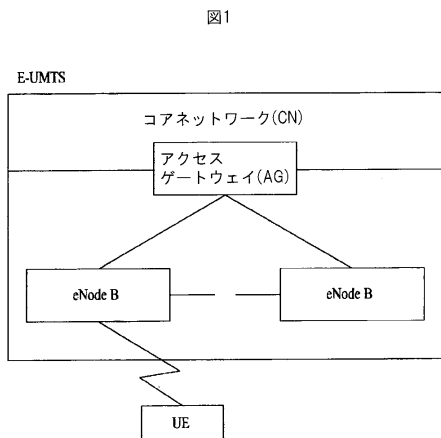 図1
E-UMTS
コアネットワーク(CN)
アクセス
ゲートウェイ(AG)
eNode B
eNode B
UE